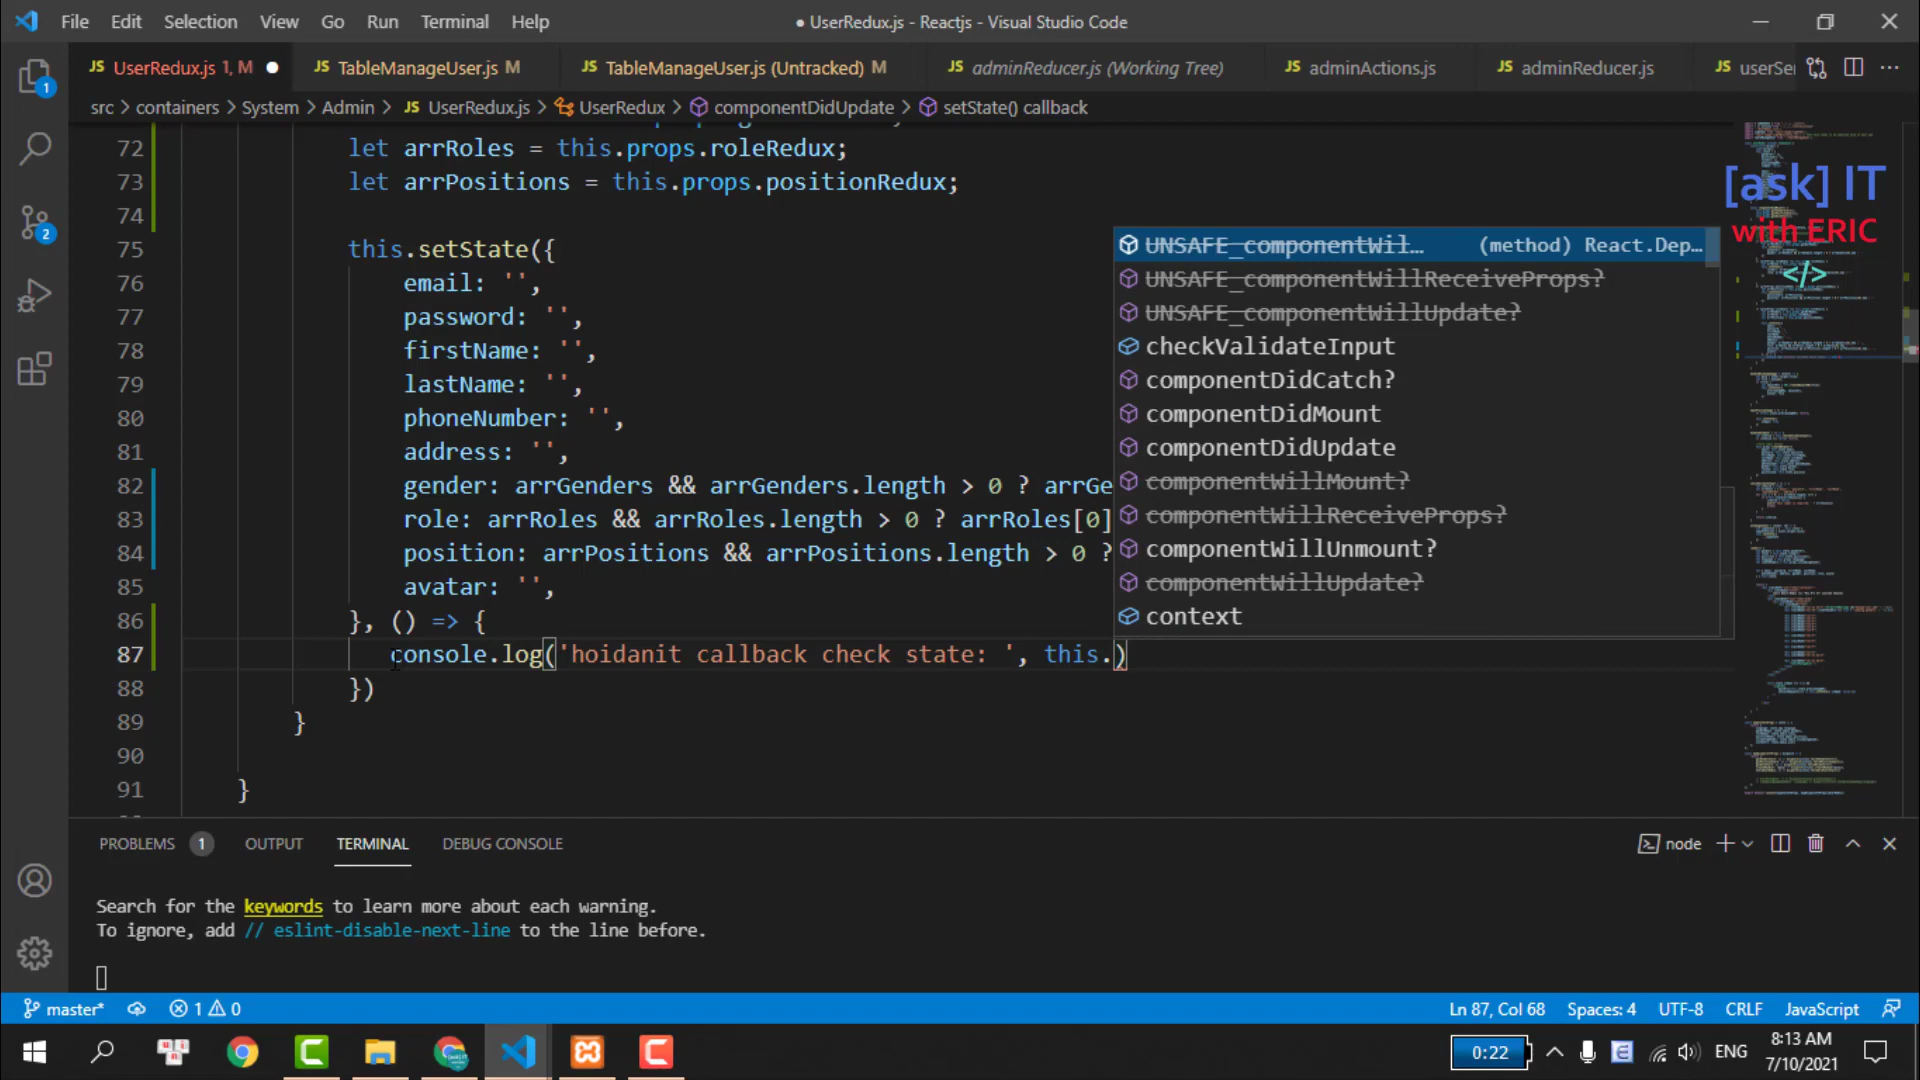 File Edit Selection View Go Run Terminal Help
● UserRedux.js - Reactjs - Visual Studio Code
JS UserRedux.js 1, M ● JS TableManageUser.js M JS TableManageUser.js (Untracked) M JS adminReducer.js (Working Tree) JS adminActions.js JS adminReducer.js JS userSer
src > containers > System > Admin > JS UserRedux.js > UserRedux > componentDidUpdate > setState() callback
72 let arrRoles = this.props.roleRedux;
73 let arrPositions = this.props.positionRedux;
74
75 this.setState({
76 email: '',
77 password: '',
78 firstName: '',
79 lastName: '',
80 phoneNumber: '',
81 address: '',
82 gender: arrGenders && arrGenders.length > 0 ? arrGe
83 role: arrRoles && arrRoles.length > 0 ? arrRoles[0]
84 position: arrPositions && arrPositions.length > 0 ?
85 avatar: '',
86 }, () => {
87 console.log('hoidanit callback check state: ', this.)
88 })
89 }
90
91 }
UNSAFE_componentWil… (method) React.Dep…
UNSAFE_componentWillReceiveProps?
UNSAFE_componentWillUpdate?
checkValidateInput
componentDidCatch?
componentDidMount
componentDidUpdate
componentWillMount?
componentWillReceiveProps?
componentWillUnmount?
componentWillUpdate?
context
[ask] IT
with ERIC
</>
PROBLEMS 1 OUTPUT TERMINAL DEBUG CONSOLE node
Search for the keywords to learn more about each warning.
To ignore, add // eslint-disable-next-line to the line before.
master* 1 0 Ln 87, Col 68 Spaces: 4 UTF-8 CRLF JavaScript
0:22 ENG 8:13 AM
7/10/2021